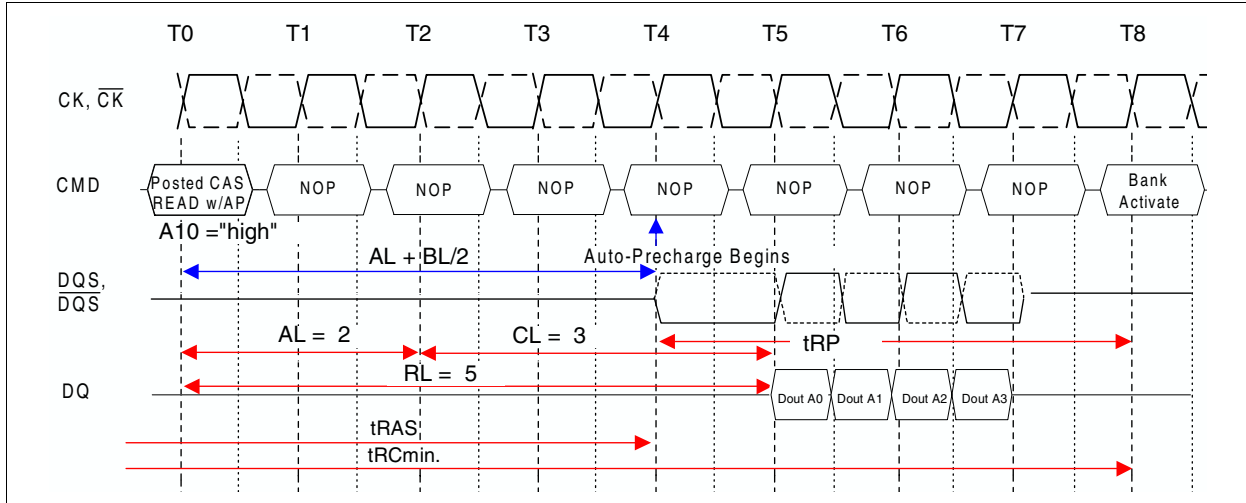 T0 T1 T2 T3 T4 T5 T6 T7 T8
CK, CK
CMD
Posted CAS
READ w/AP
NOP NOP NOP NOP NOP NOP NOP
Bank
Activate
A10 ="high"
AL + BL/2
Auto-Precharge Begins
DQS,
DQS
AL = 2
CL = 3
tRP
RL = 5
DQ
Dout A0 Dout A1 Dout A2 Dout A3
tRAS
tRCmin.